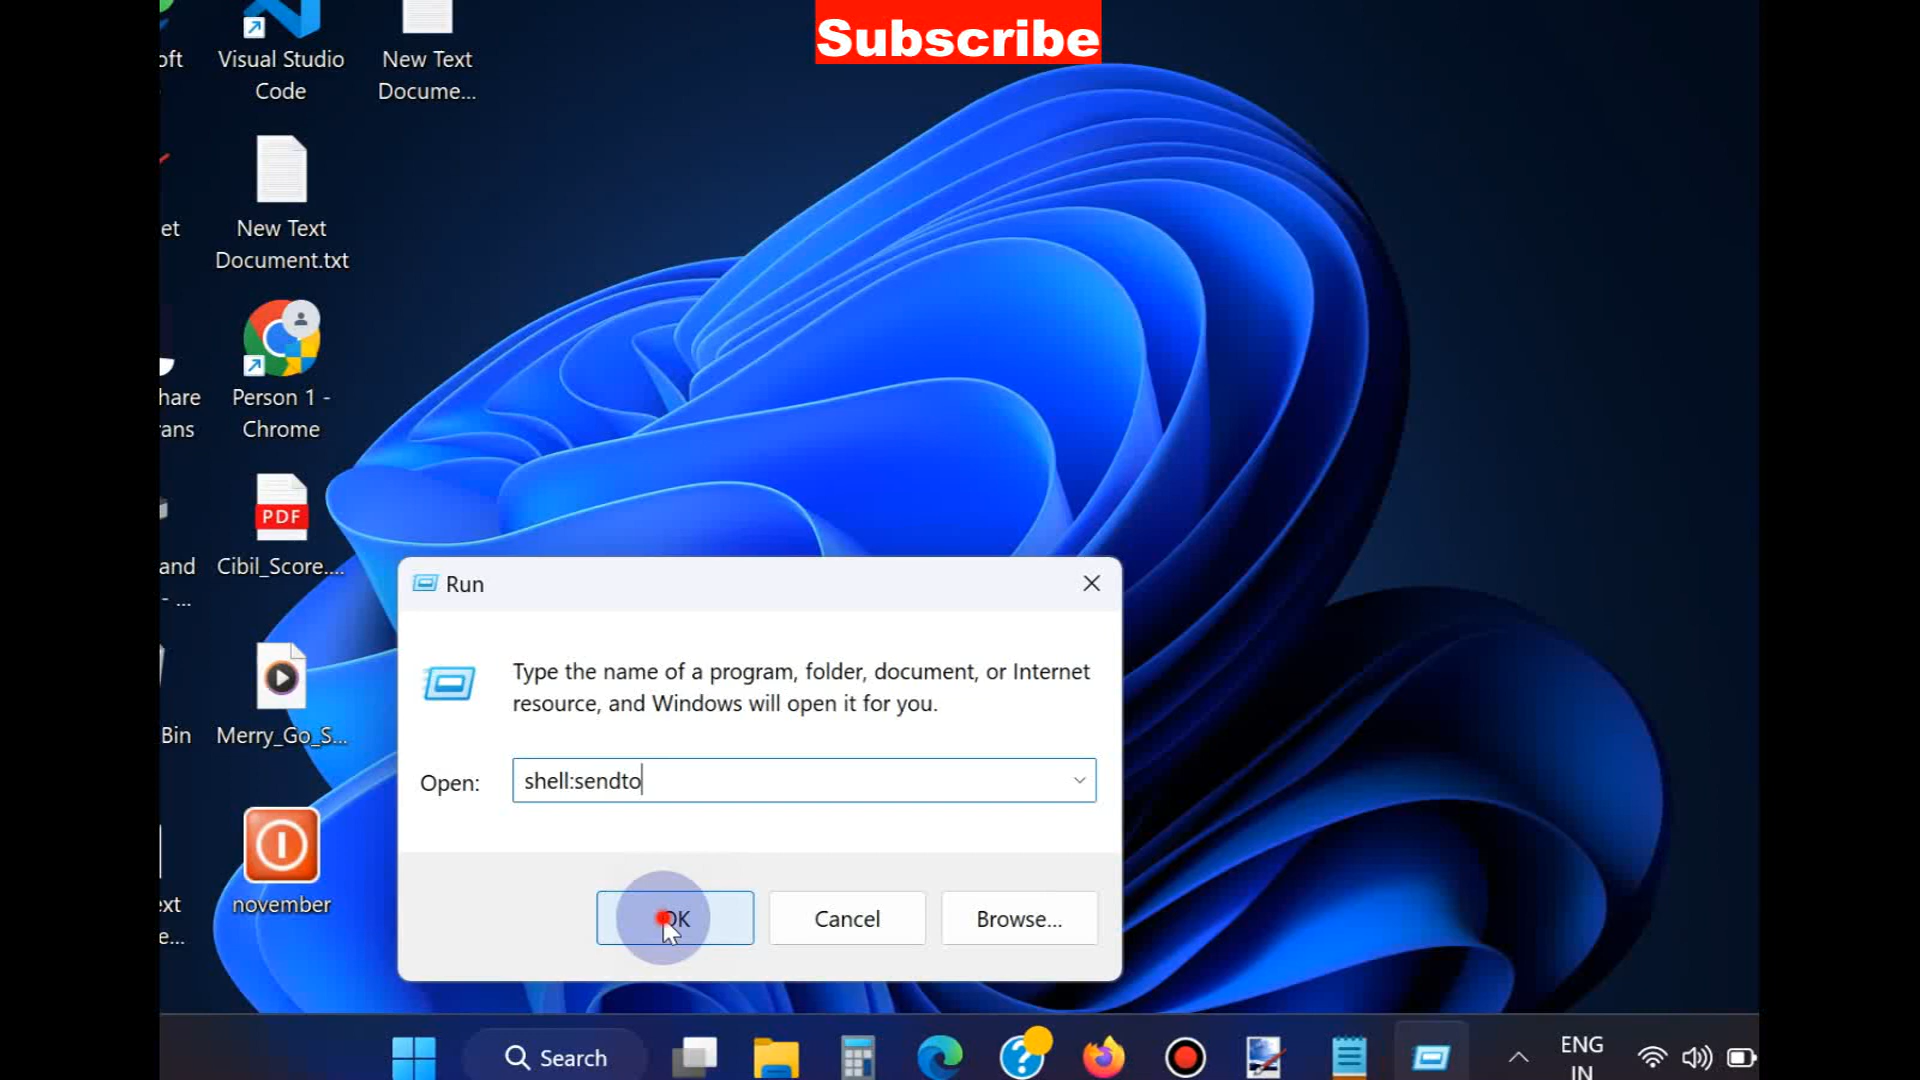 Subscribe
oft
Visual Studio
Code
New Text
Docume...
et
New Text
Document.txt
hare
rans
Person 1 -
Chrome
PDF
and
- ...
Cibil_Score....
Bin
Merry_Go_S...
ext
e...
november
Run
Type the name of a program, folder, document, or Internet
resource, and Windows will open it for you.
Open:
shell:sendto
OK
Cancel
Browse...
Search
ENG
IN